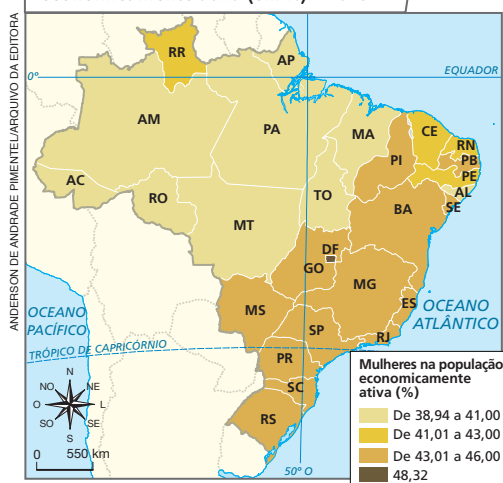 ANDERSON DE ANDRADE PIMENTEL/ARQUIVO DA EDITORA
RR
AP
0°
EQUADOR
AM
PA
MA
CE
RN
PB
PE
AL
SE
PI
AC
RO
TO
MT
BA
DF
GO
MG
ES
MS
SP
RJ
PR
SC
RS
OCEANO
PACÍFICO
OCEANO
ATLÂNTICO
TRÓPICO DE CAPRICÓRNIO
N
NO
NE
O
L
SO
SE
S
0
550 km
50° O
Mulheres na população
economicamente
ativa (%)
De 38,94 a 41,00
De 41,01 a 43,00
De 43,01 a 46,00
48,32